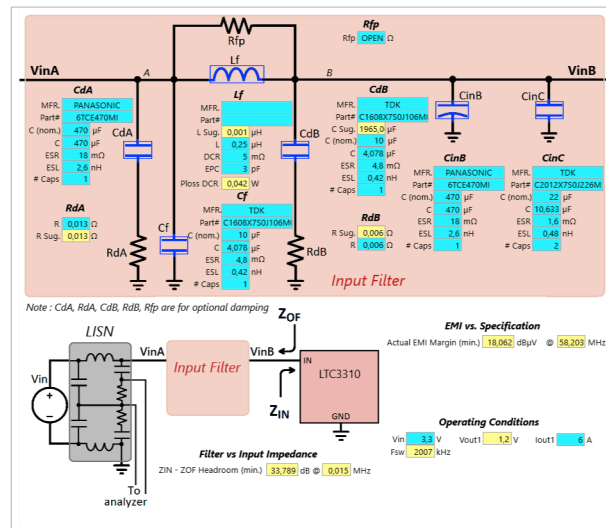 Rfp
Rfp OPEN Ω
Rfp
Lf
VinA
A
B
VinB
CdA
MFR. PANASONIC
Part# 6TCE470MI
C (nom.) 470 µF
C 470 µF
ESR 18 mΩ
ESL 2,6 nH
# Caps 1
CdA
Lf
MFR.
Part#
L Sug. 0,001 µH
L 0,25 µH
DCR 5 mΩ
EPC 3 pF
Ploss DCR 0,042 W
CdB
CdB
MFR. TDK
Part# C1608X7S0J106M
C Sug. 1965,0 µF
C (nom.) 10 µF
C 4,078 µF
ESR 4,8 mΩ
ESL 0,42 nH
# Caps 1
CinB
CinC
CinB
MFR. PANASONIC
Part# 6TCE470MI
C (nom.) 470 µF
C 470 µF
ESR 18 mΩ
ESL 2,6 nH
# Caps 1
CinC
MFR. TDK
Part# C2012X7S0J226M
C (nom.) 22 µF
C 10,633 µF
ESR 1,6 mΩ
ESL 0,48 nH
# Caps 2
RdA
R 0,013 Ω
R Sug. 0,013 Ω
RdA
Cf
Cf
MFR. TDK
Part# C1608X7S0J106M
C (nom.) 10 µF
C 4,078 µF
ESR 4,8 mΩ
ESL 0,42 nH
# Caps 1
RdB
RdB
R Sug. 0,006 Ω
R 0,006 Ω
Input Filter
Note : CdA, RdA, CdB, RdB, Rfp are for optional damping
LISN
Vin
VinA
Input Filter
VinB
ZOF
ZIN
IN
LTC3310
GND
To
analyzer
EMI vs. Specification
Actual EMI Margin (min.) 18,062 dBµV @ 58,203 MHz
Operating Conditions
Vin 3,3 V Vout1 1,2 V Iout1 6 A
Fsw 2007 kHz
Filter vs Input Impedance
ZIN - ZOF Headroom (min.) 33,789 dB @ 0,015 MHz